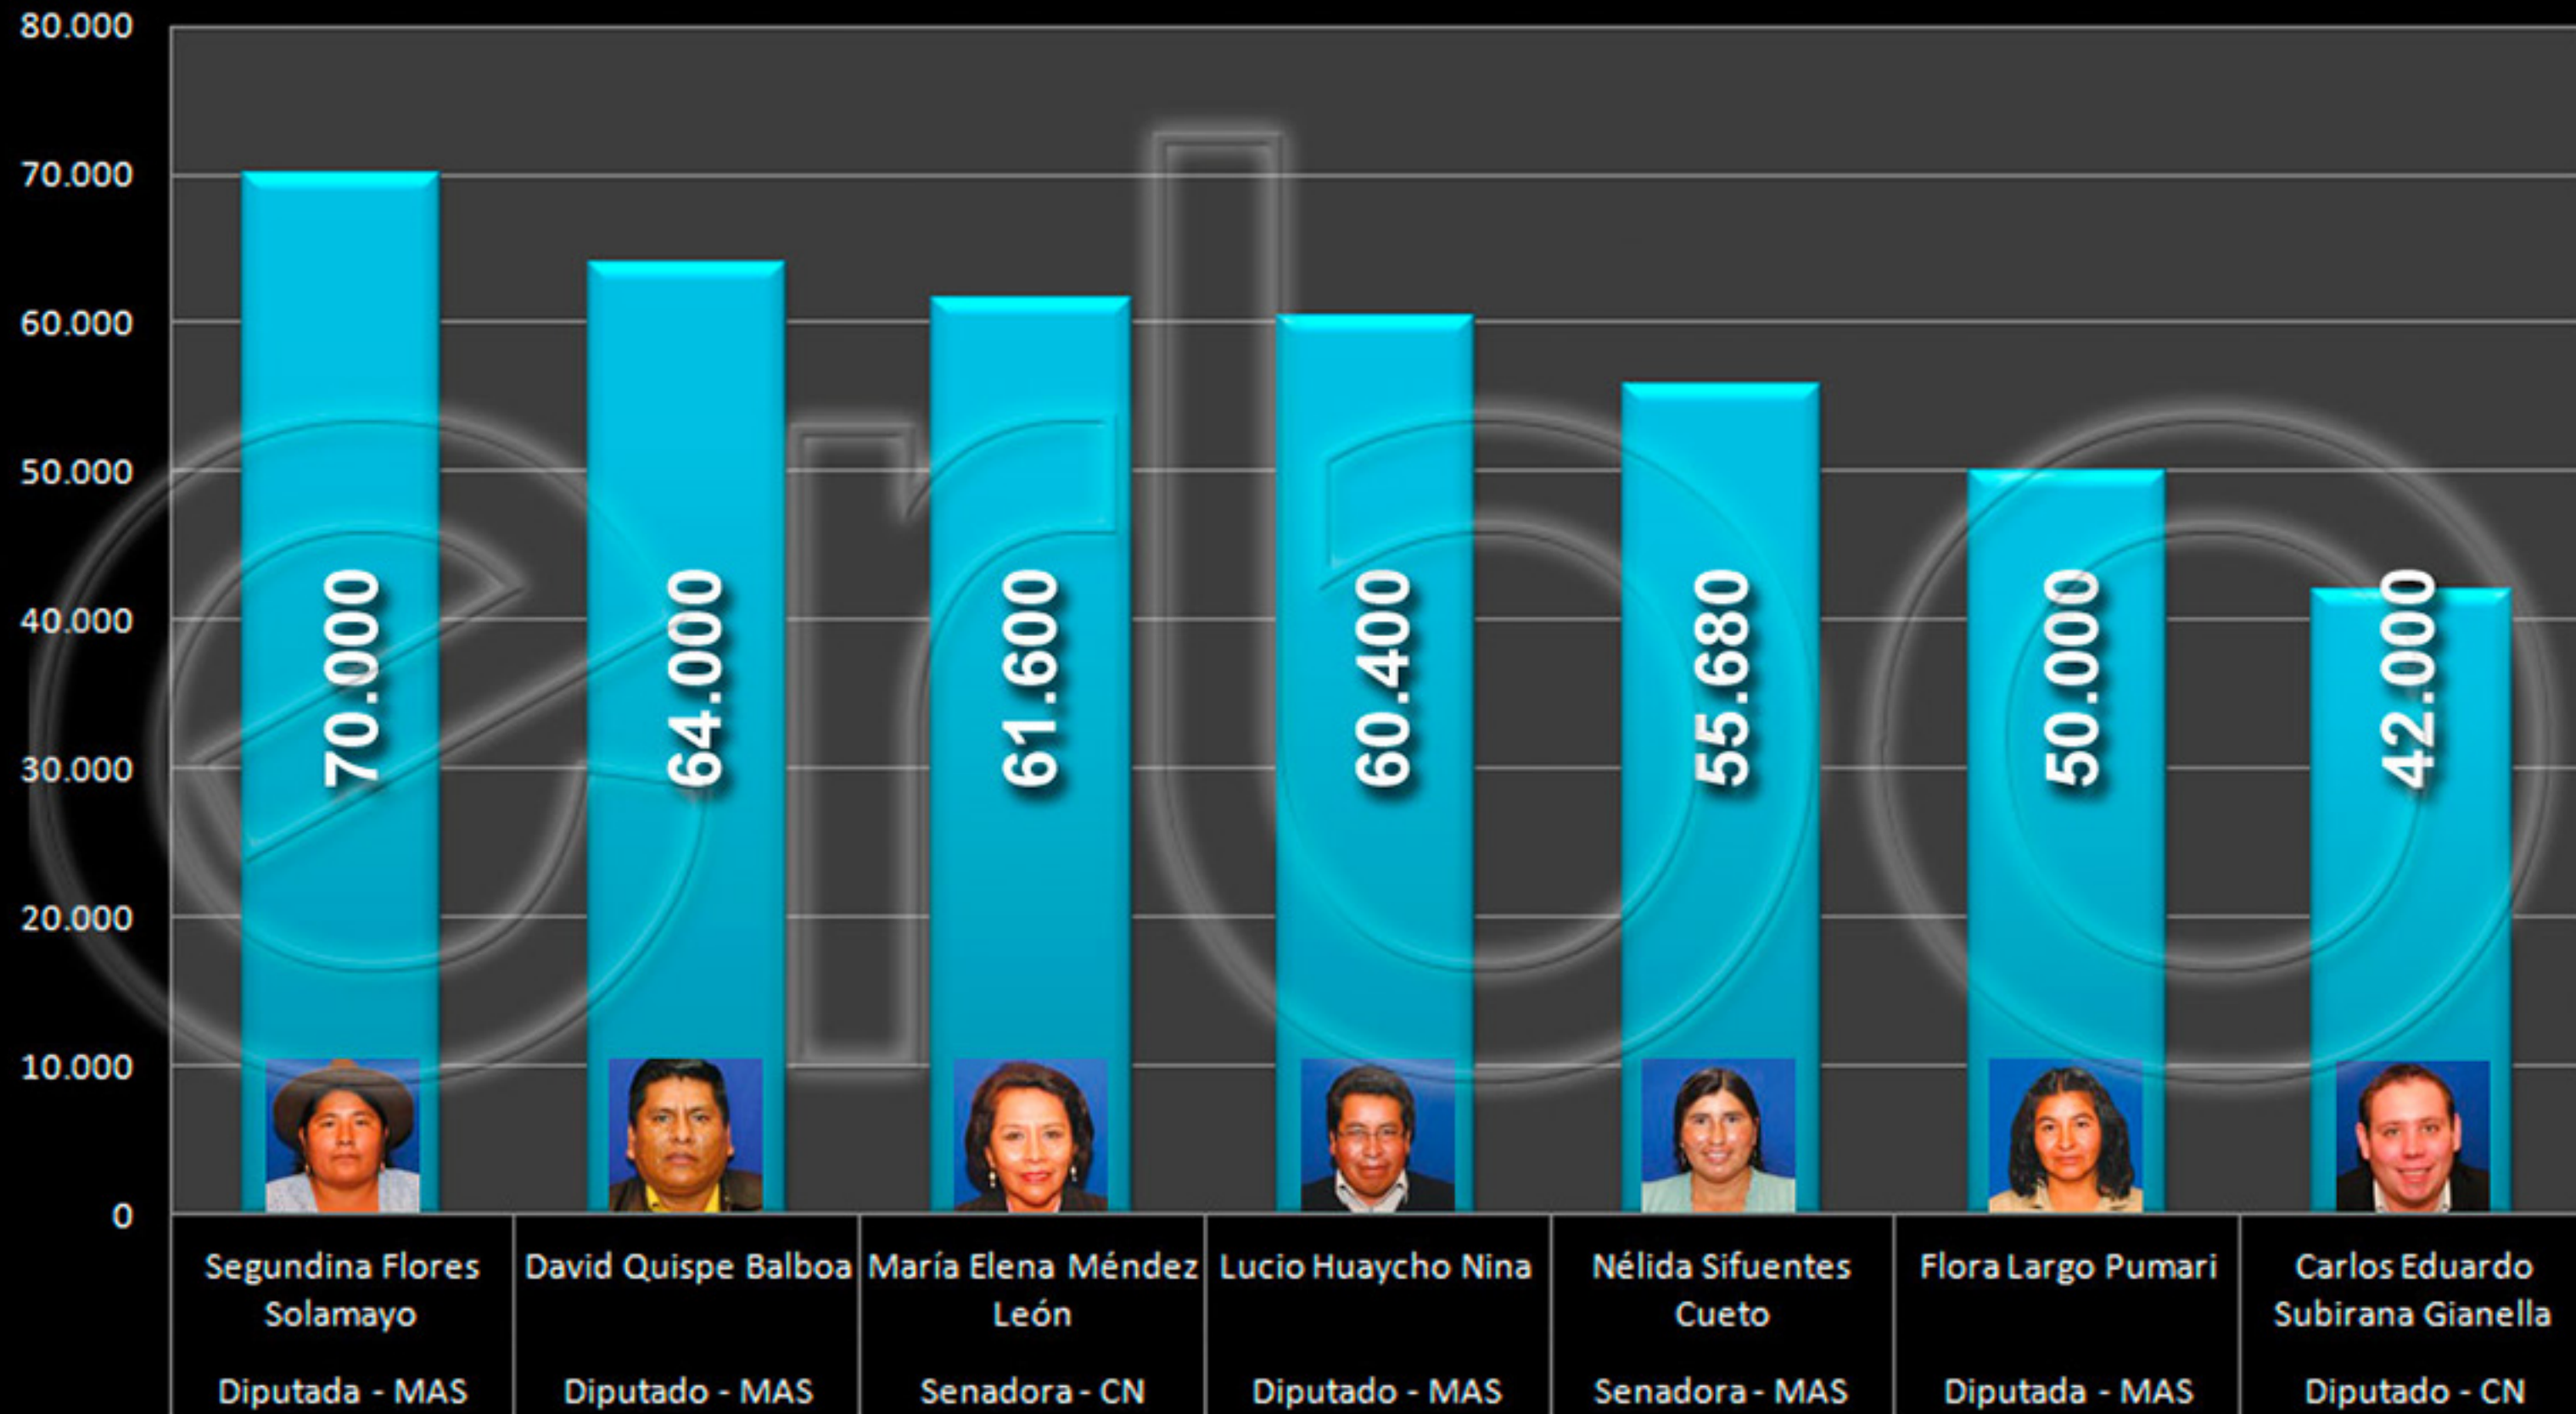 80.000
70.000
60.000
50.000
40.000
30.000
20.000
10.000
0
70.000
64.000
61.600
60.400
55.680
50.000
42.000
erbo
Segundina Flores
Solamayo
Diputada - MAS
David Quispe Balboa
Diputado - MAS
María Elena Méndez
León
Senadora - CN
Lucio Huaycho Nina
Diputado - MAS
Nélida Sifuentes
Cueto
Senadora - MAS
Flora Largo Pumari
Diputada - MAS
Carlos Eduardo
Subirana Gianella
Diputado - CN